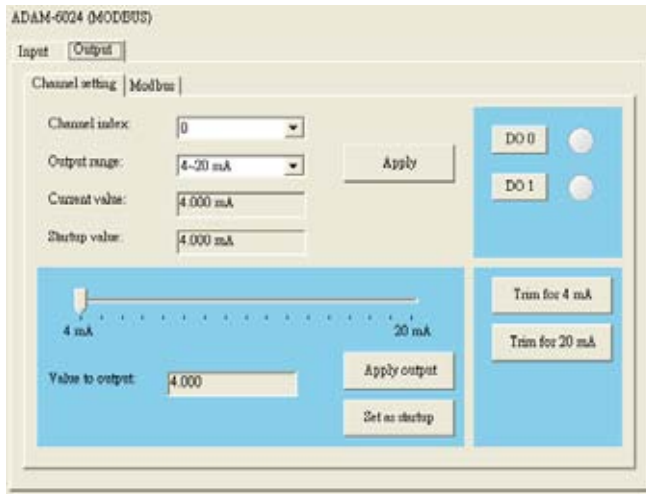 ADAM-6024 (MODBUS)
Input Output
Channel setting Modbus
Channel index: 0
Output range: 4~20 mA
Apply
Current value: 4.000 mA
Startup value: 4.000 mA
DO 0
DO 1
4 mA 20 mA
Value to output: 4.000
Apply output
Set as startup
Trim for 4 mA
Trim for 20 mA